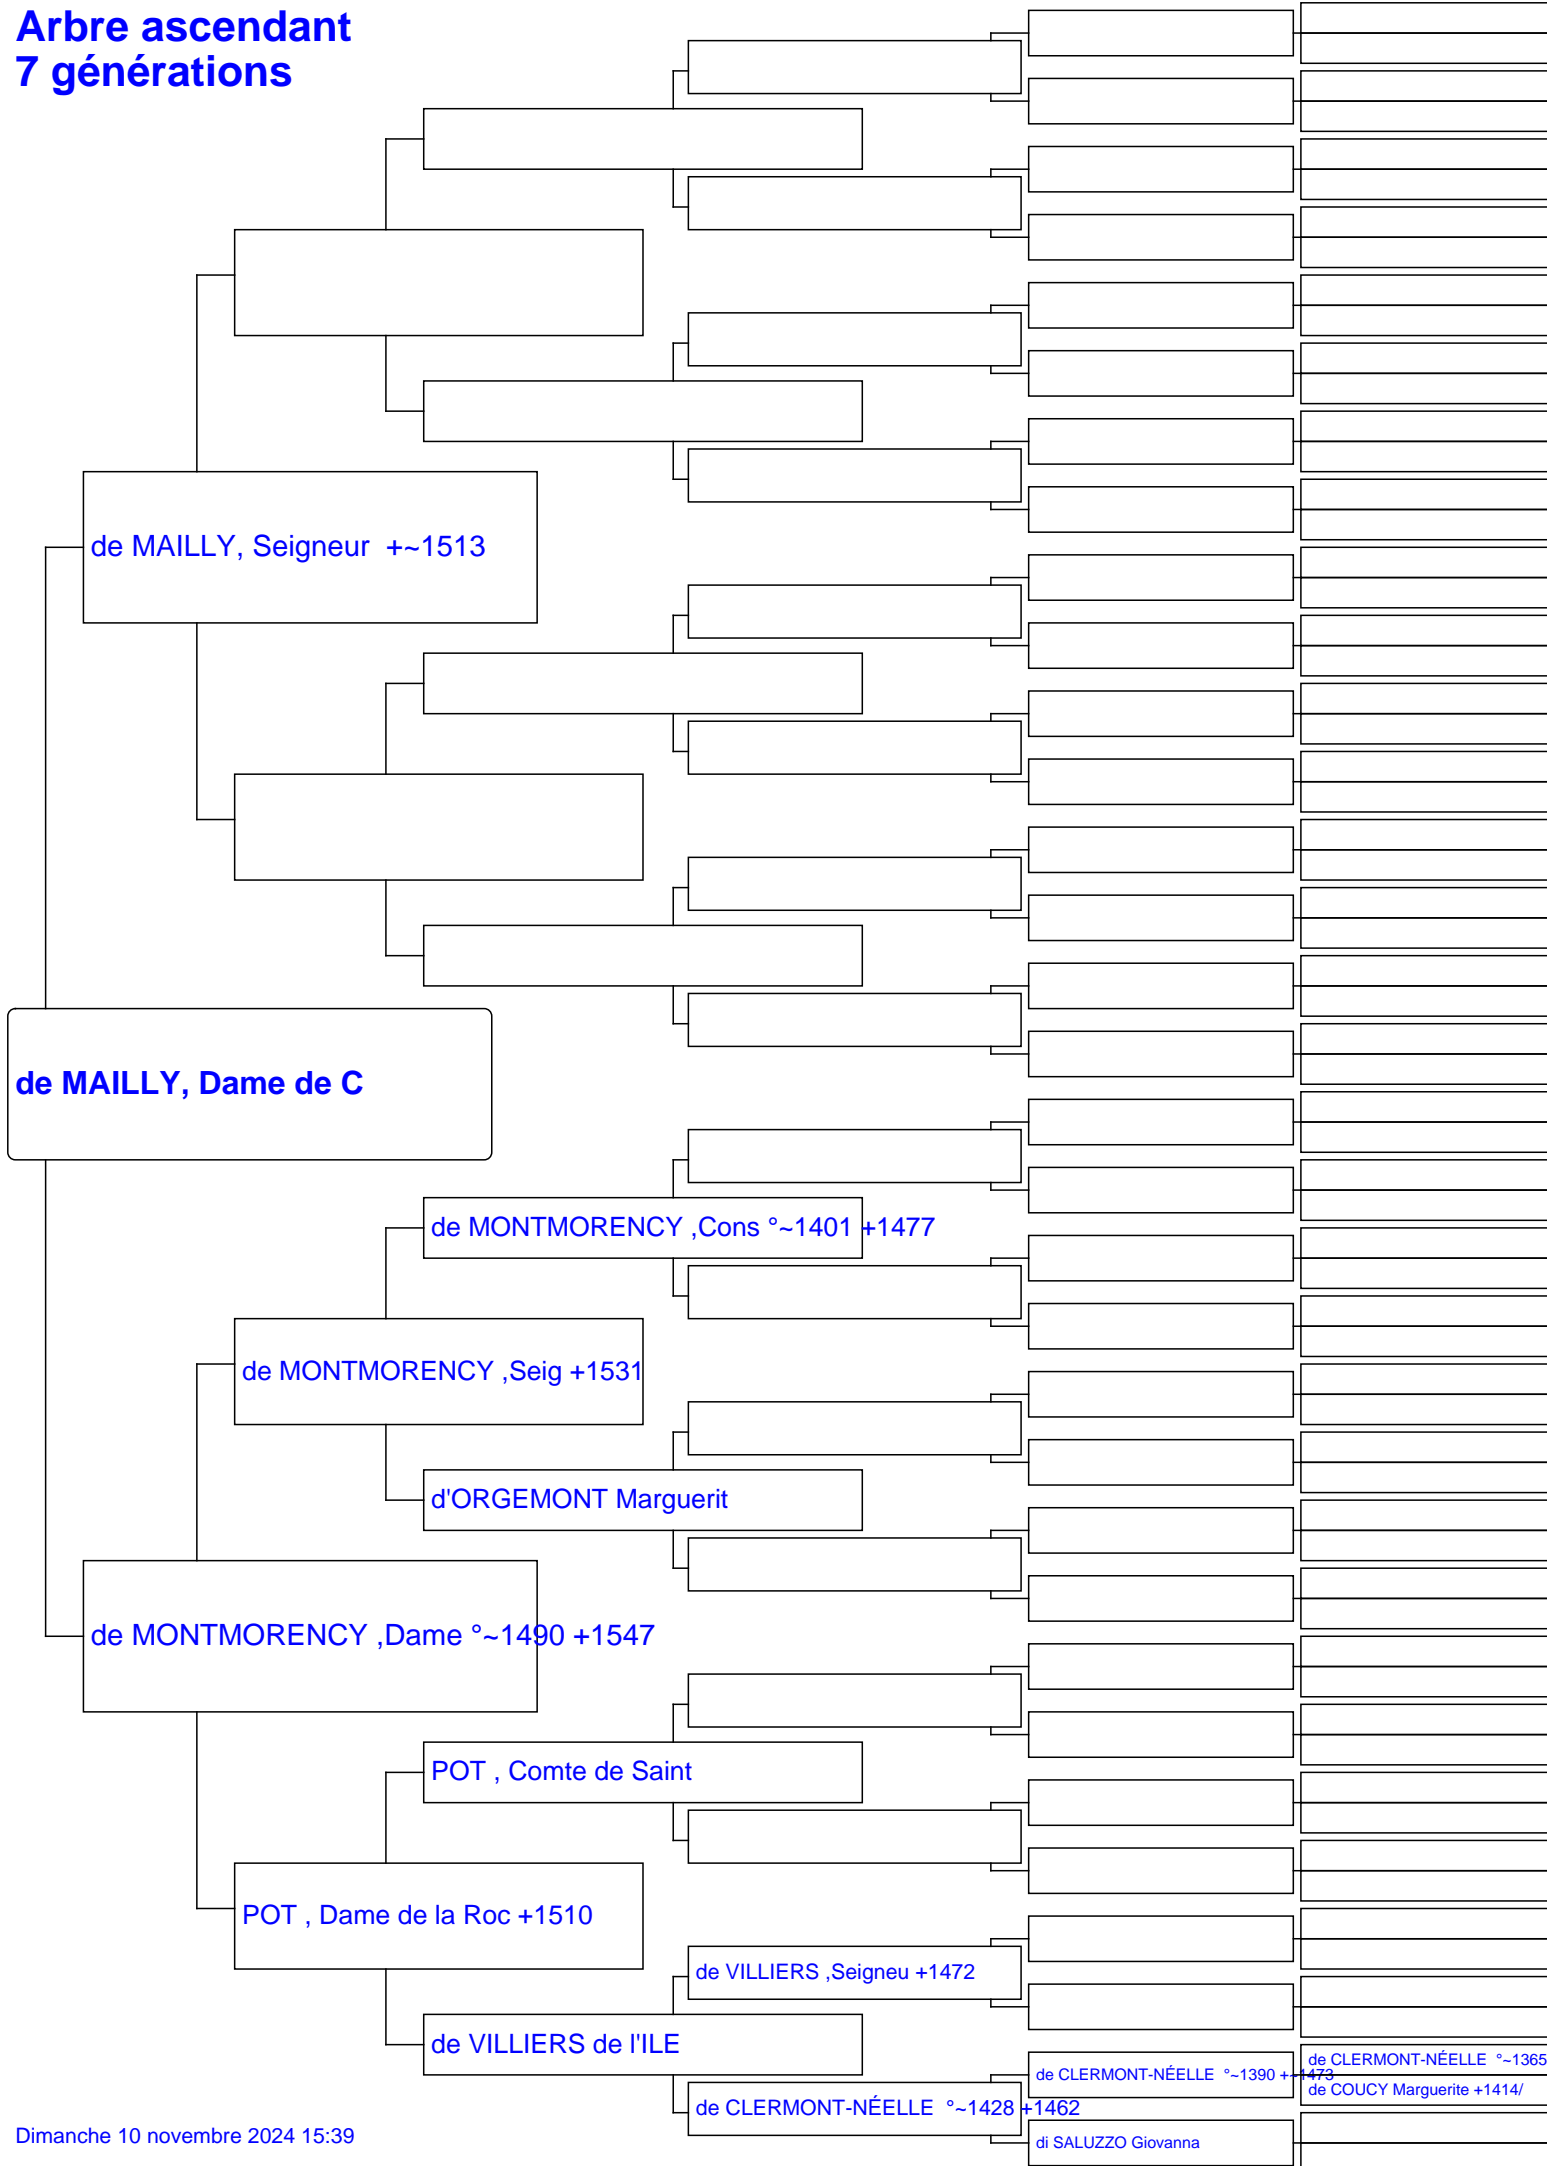 Arbre ascendant
7 générations
de MAILLY, Seigneur  +~1513
de MAILLY, Dame de C
de MONTMORENCY ,Cons °~1401 +1477
de MONTMORENCY ,Seig +1531
d'ORGEMONT Marguerit
de MONTMORENCY ,Dame °~1490 +1547
POT , Comte de Saint
POT , Dame de la Roc +1510
de VILLIERS ,Seigneu +1472
de VILLIERS de l'ILE
de CLERMONT-NÉELLE  °~1365
de CLERMONT-NÉELLE  °~1390 +~1473
de COUCY Marguerite +1414/
de CLERMONT-NÉELLE  °~1428 +1462
di SALUZZO Giovanna
Dimanche 10 novembre 2024 15:39